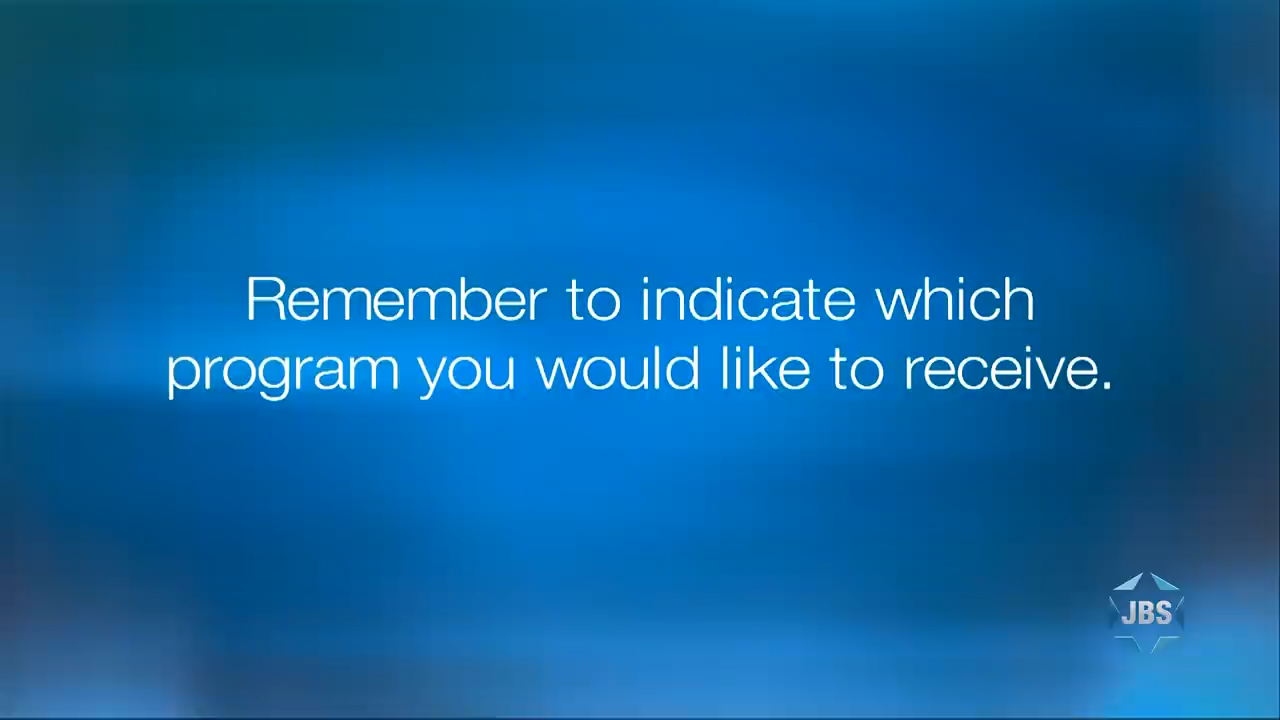 Remember to indicate which
program you would like to receive.
JBS